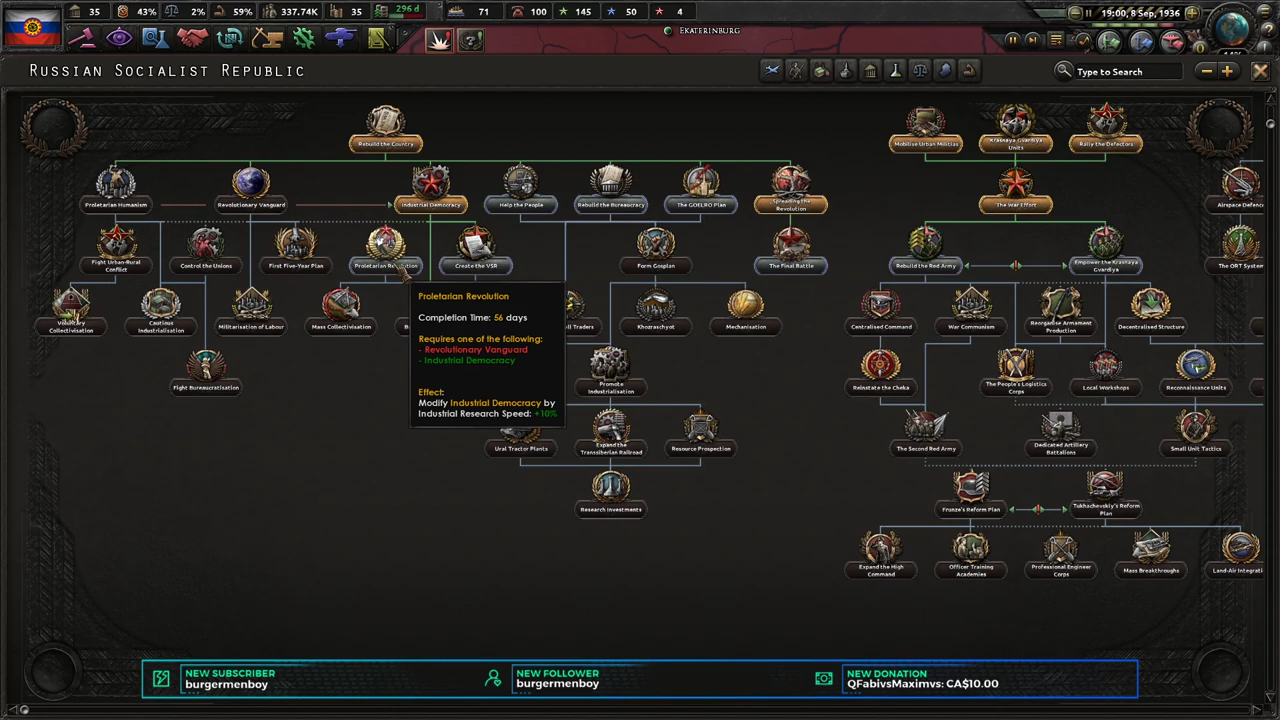 35 43% 2% 59% 337.74K 35 296 d 71 100 145 50 4
19:00, 8 Sep, 1936
EKATERINBURG
RUSSIAN SOCIALIST REPUBLIC
Type to Search
Rebuild the Country
Mobilise Urban Militias
Krasnaya Gvardiya
Units
Rally the Defectors
Proletarian Humanism
Revolutionary Vanguard
Industrial Democracy
Help the People
Rebuild the Bureaucracy
The GOELRO Plan
Spreading the
Revolution
The War Effort
Airspace Defence
Fight Urban-Rural
Conflict
Control the Unions
First Five-Year Plan
Proletarian Revolution
Create the VSR
Form Gosplan
The Final Battle
Rebuild the Red Army
Empower the Krasnaya
Gvardiya
The ORT System
Voluntary
Collectivisation
Cautious
Industrialisation
Militarisation of Labour
Mass Collectivisation
Khozraschyot
Mechanisation
Centralised Command
War Communism
Reorganise Armament
Production
Decentralised Structure
Proletarian Revolution
Completion Time: 56 days
Requires one of the following:
- Revolutionary Vanguard
- Industrial Democracy
Effect:
Modify Industrial Democracy by
Industrial Research Speed: +10%
Fight Bureaucratisation
Promote
Industrialisation
Reinstate the Cheka
The People's Logistics
Corps
Local Workshops
Reconnaissance Units
Ural Tractor Plants
Expand the
Transsiberian Railroad
Resource Prospection
The Second Red Army
Dedicated Artillery
Battalions
Small Unit Tactics
Research Investments
Frunze's Reform Plan
Tukhachevskiy's Reform
Plan
Expand the High
Command
Officer Training
Academies
Professional Engineer
Corps
Mass Breakthroughs
Land-Air Integrati
NEW SUBSCRIBER
burgermenboy
NEW FOLLOWER
burgermenboy
NEW DONATION
QFabivsMaximvs: CA$10.00